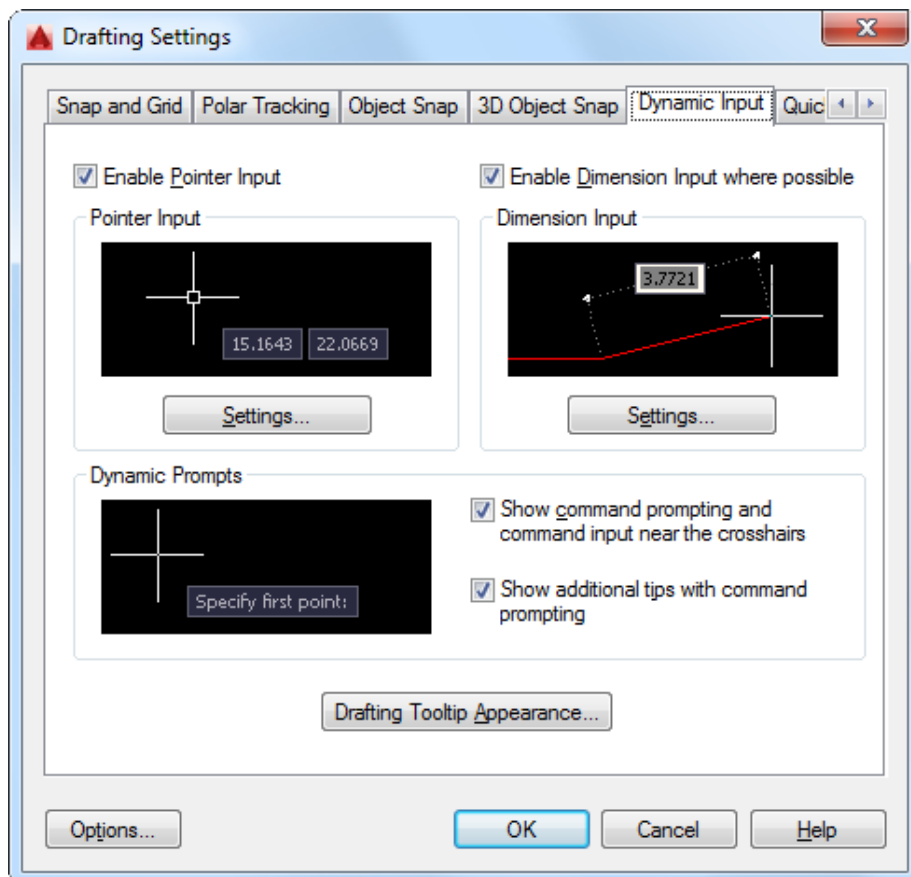 Drafting Settings
Snap and Grid
Polar Tracking
Object Snap
3D Object Snap
Dynamic Input
Quic
Enable Pointer Input
Enable Dimension Input where possible
Pointer Input
Dimension Input
3.7721
15.1643
22.0669
Settings...
Settings...
Dynamic Prompts
Show command prompting and
command input near the crosshairs
Specify first point:
Show additional tips with command
prompting
Drafting Tooltip Appearance...
Options...
OK
Cancel
Help